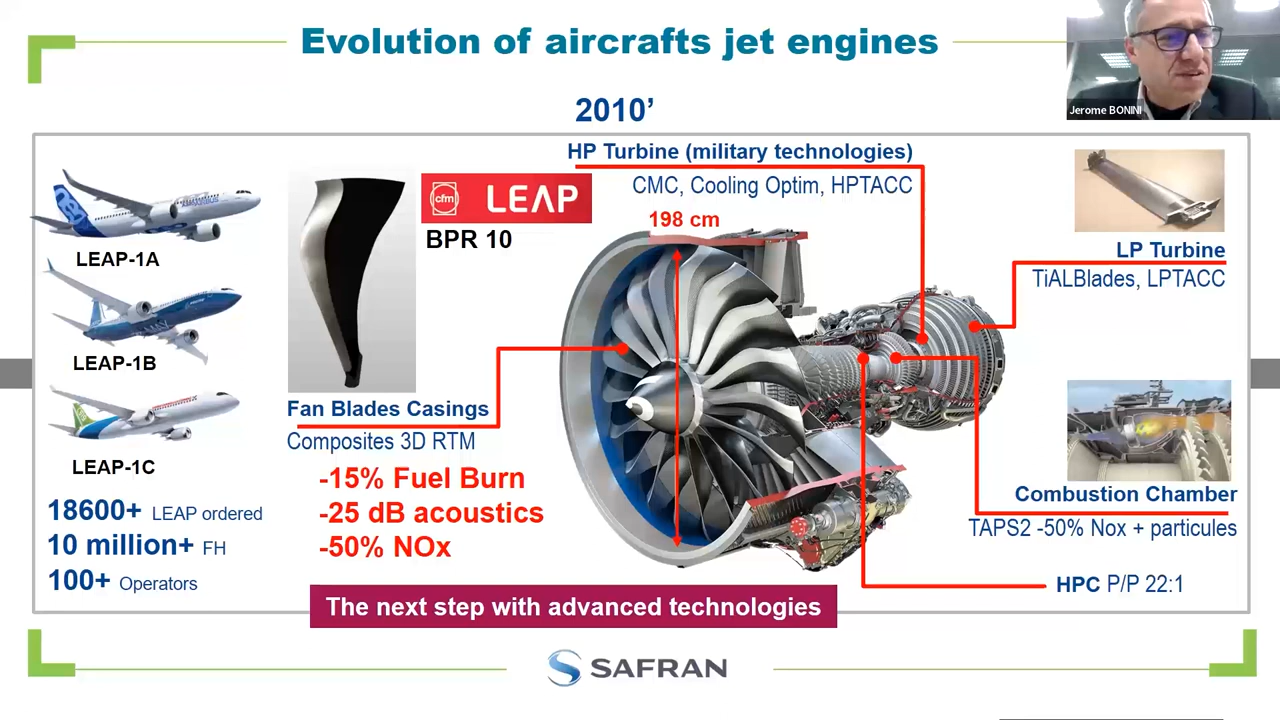 Evolution of aircrafts jet engines
Jerome BONINI
2010’
HP Turbine (military technologies)
CMC, Cooling Optim, HPTACC
cfm LEAP
BPR 10
198 cm
LP Turbine
TiALBlades, LPTACC
LEAP-1A
LEAP-1B
LEAP-1C
Fan Blades Casings
Composites 3D RTM
-15% Fuel Burn
-25 dB acoustics
-50% NOx
Combustion Chamber
TAPS2 -50% Nox + particules
HPC P/P 22:1
18600+ LEAP ordered
10 million+ FH
100+ Operators
The next step with advanced technologies
SAFRAN